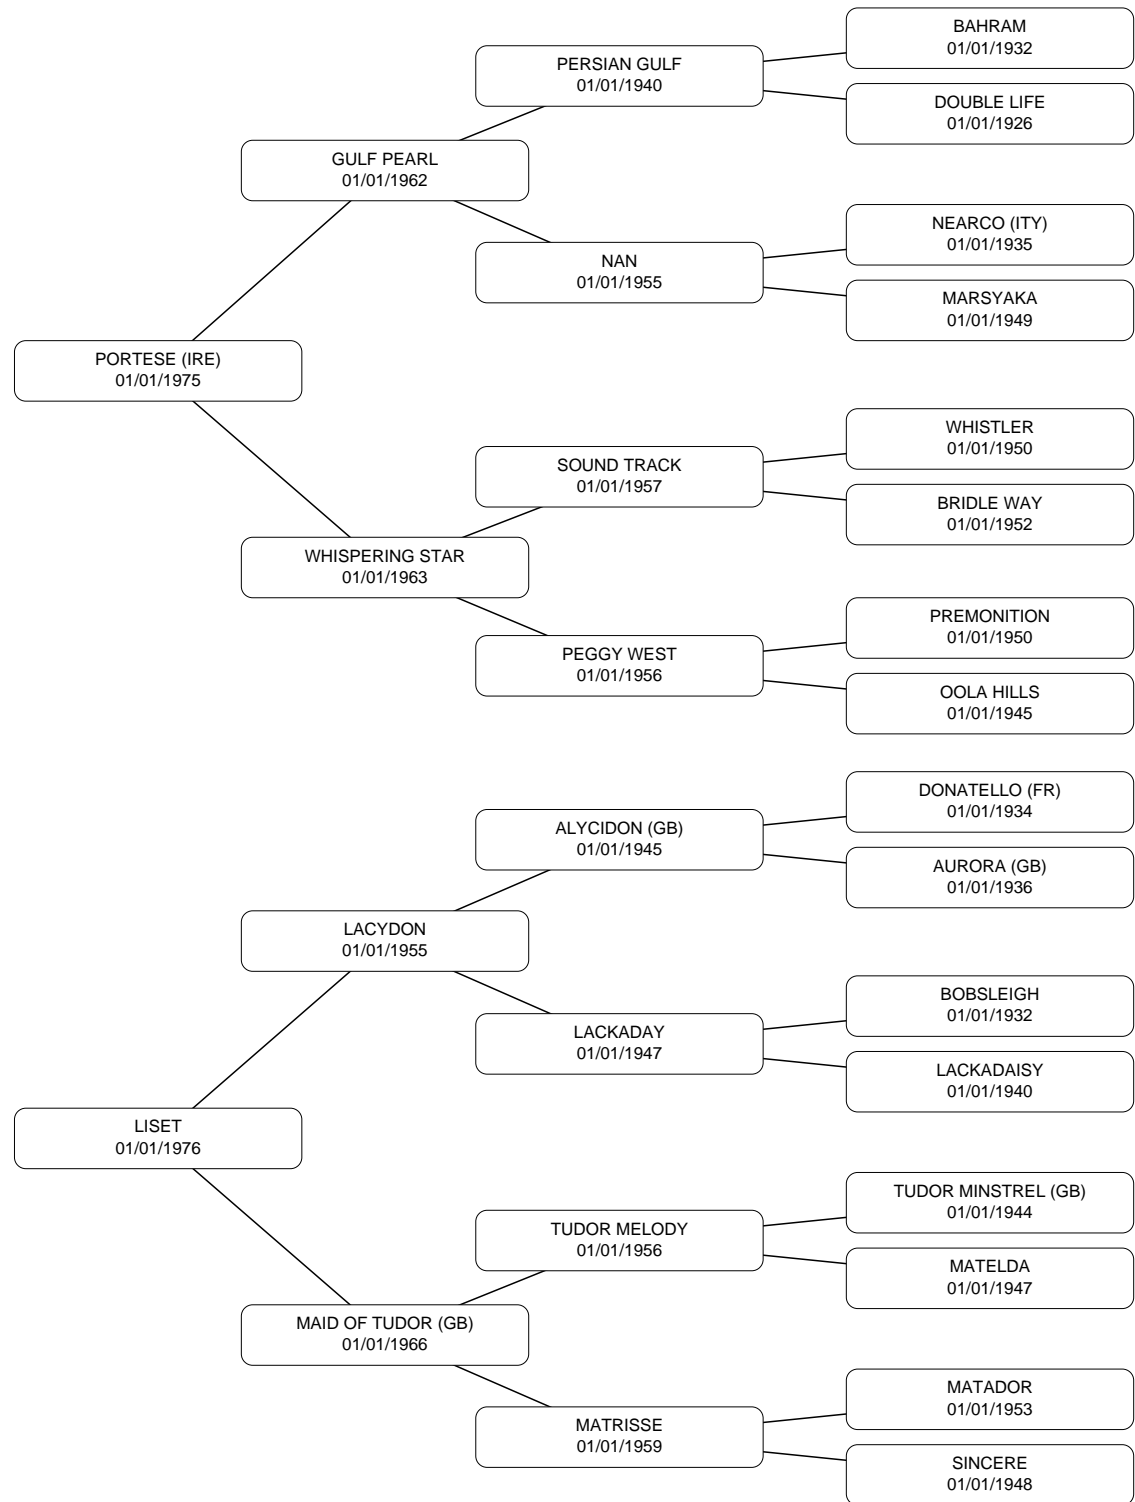 BAHRAM
01/01/1932
PERSIAN GULF
01/01/1940
DOUBLE LIFE
01/01/1926
GULF PEARL
01/01/1962
NEARCO (ITY)
01/01/1935
NAN
01/01/1955
MARSYAKA
01/01/1949
PORTESE (IRE)
01/01/1975
WHISTLER
01/01/1950
SOUND TRACK
01/01/1957
BRIDLE WAY
01/01/1952
WHISPERING STAR
01/01/1963
PREMONITION
01/01/1950
PEGGY WEST
01/01/1956
OOLA HILLS
01/01/1945
DONATELLO (FR)
01/01/1934
ALYCIDON (GB)
01/01/1945
AURORA (GB)
01/01/1936
LACYDON
01/01/1955
BOBSLEIGH
01/01/1932
LACKADAY
01/01/1947
LACKADAISY
01/01/1940
LISET
01/01/1976
TUDOR MINSTREL (GB)
01/01/1944
TUDOR MELODY
01/01/1956
MATELDA
01/01/1947
MAID OF TUDOR (GB)
01/01/1966
MATADOR
01/01/1953
MATRISSE
01/01/1959
SINCERE
01/01/1948